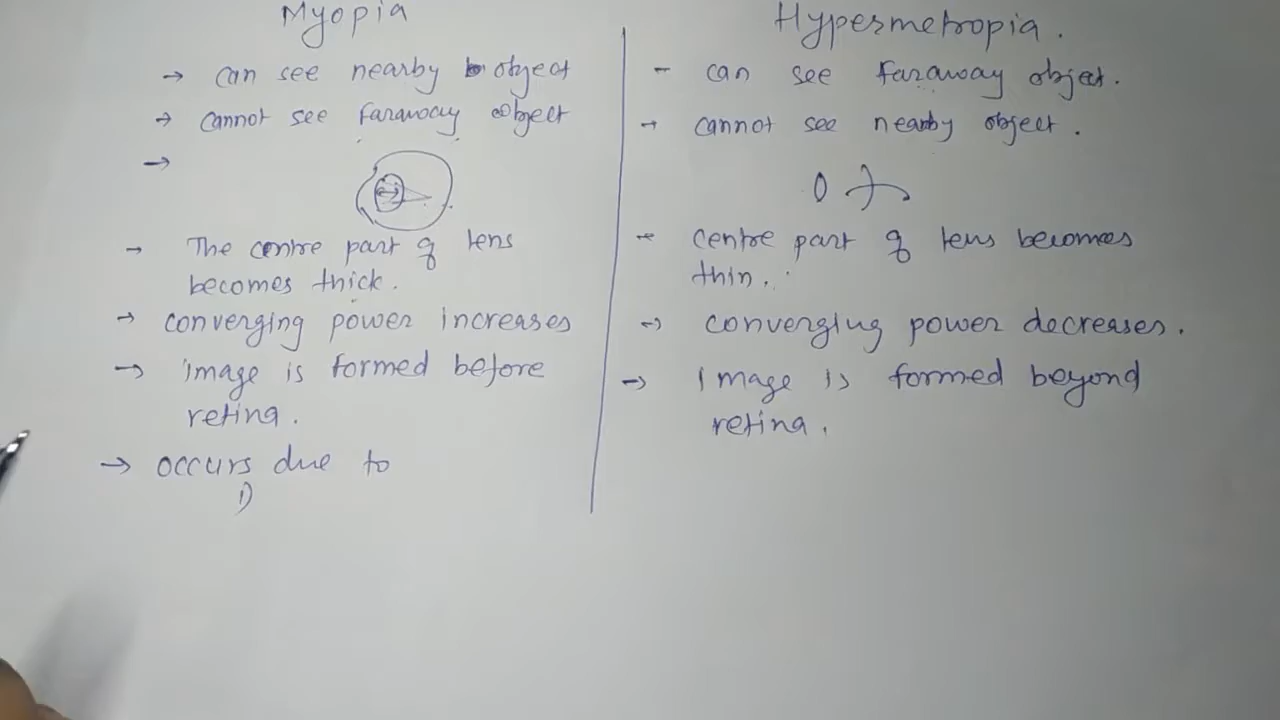 Myopia
→ can see nearby object
→ cannot see faraway object
→
→ The centre part of lens
becomes thick.
→ converging power increases
→ image is formed before
retina.
→ occurs due to
1)
Hypermetropia.
- can see faraway object.
→ cannot see nearby object.
→ centre part of lens becomes
thin.
→ converging power decreases.
→ image is formed beyond
retina.